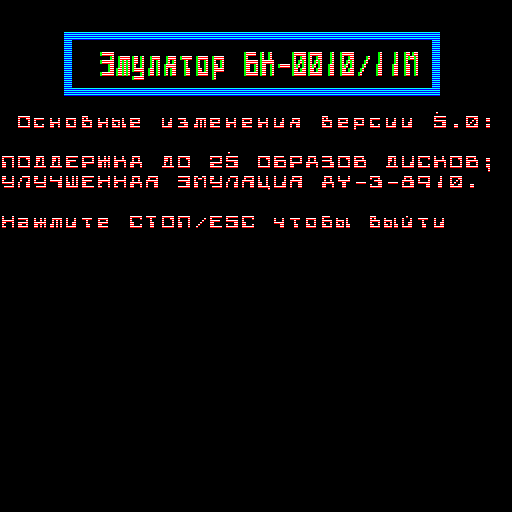 Эмулятор БК-0010/11М
Основные изменения версии 5.0:
ПОДДЕРЖКА ДО 25 ОБРАЗОВ ДИСКОВ;
УЛУЧШЕННАЯ ЭМУЛЯЦИЯ AY-3-8910.
Нажмите СТОП/ESC чтобы выйти